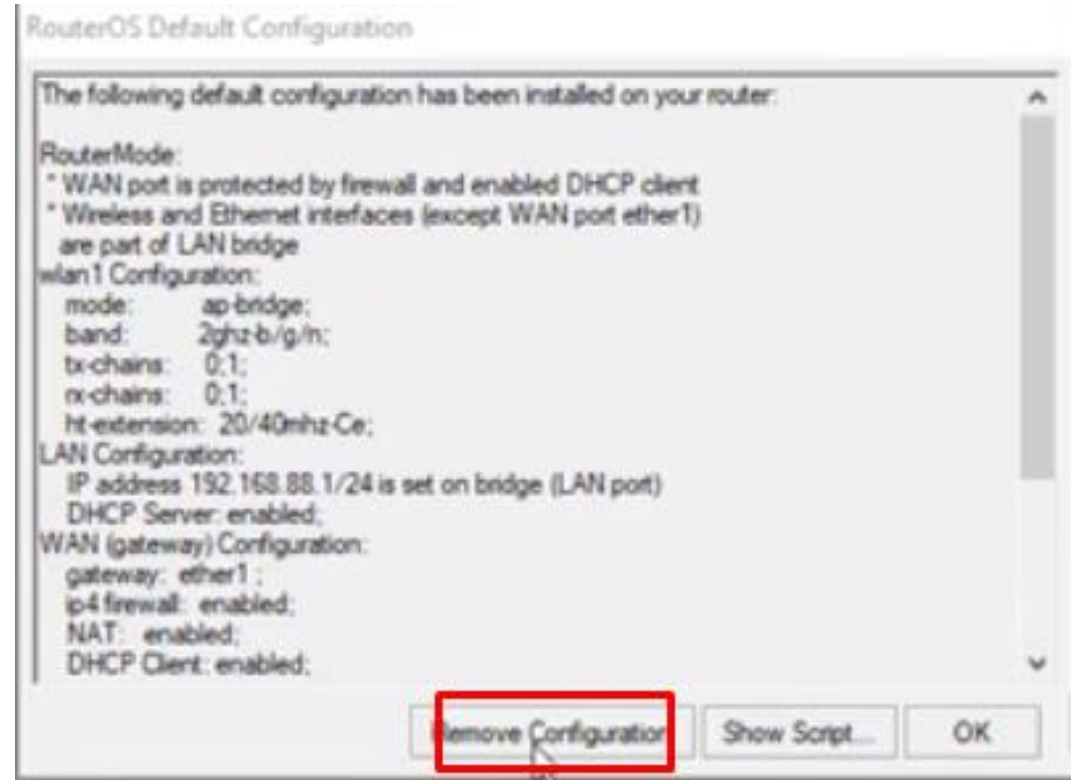 RouterOS Default Configuration
The following default configuration has been installed on your router:
RouterMode:
* WAN port is protected by firewall and enabled DHCP client
* Wireless and Ethernet interfaces (except WAN port ether1)
are part of LAN bridge
wlan1 Configuration:
mode: ap-bridge;
band: 2ghz-b/g/n;
tx-chains: 0;1;
rx-chains: 0;1;
ht-extension: 20/40mhz-Ce;
LAN Configuration:
IP address 192.168.88.1/24 is set on bridge (LAN port)
DHCP Server: enabled;
WAN (gateway) Configuration:
gateway: ether1 ;
ip4 firewall: enabled;
NAT: enabled;
DHCP Client: enabled;
Remove Configuration Show Script... OK